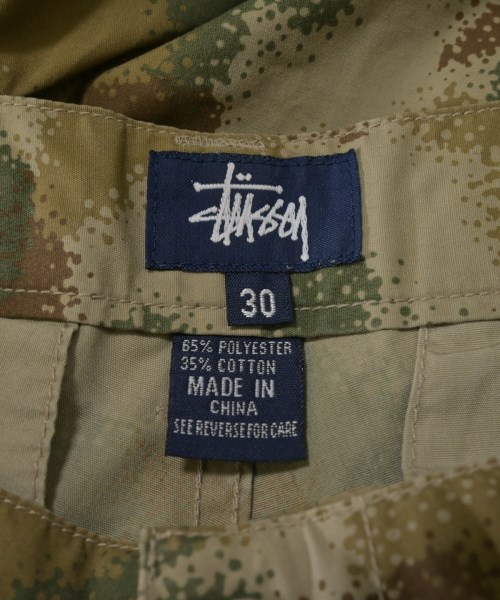 Stüssy
30
65% POLYESTER
35% COTTON
MADE IN
CHINA
SEE REVERSE FOR CARE